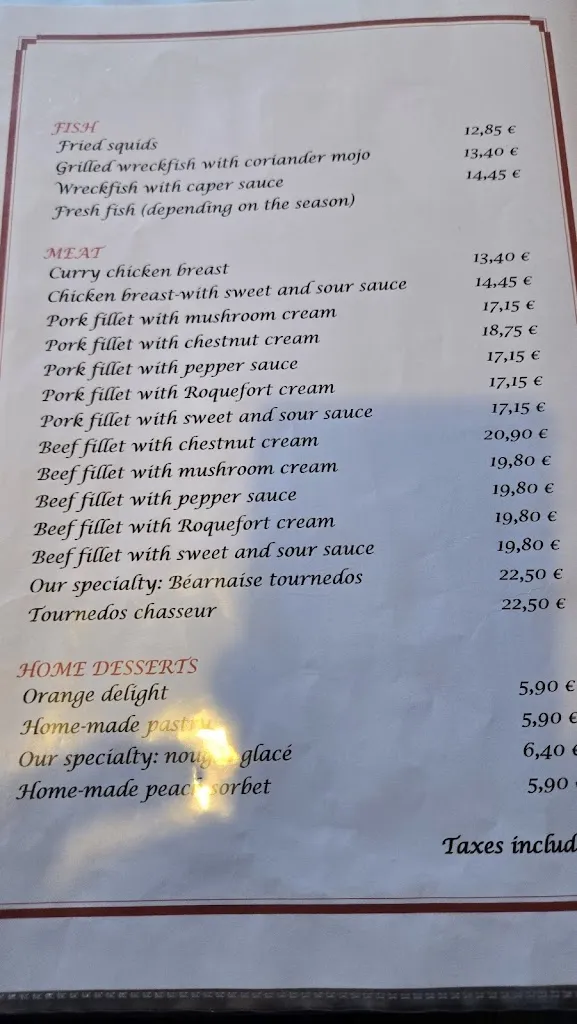 FISH
Fried squids 12,85 €
Grilled wreckfish with coriander mojo 13,40 €
Wreckfish with caper sauce 14,45 €
Fresh fish (depending on the season)
MEAT
Curry chicken breast 13,40 €
Chicken breast-with sweet and sour sauce 14,45 €
Pork fillet with mushroom cream 17,15 €
Pork fillet with chestnut cream 18,75 €
Pork fillet with pepper sauce 17,15 €
Pork fillet with Roquefort cream 17,15 €
Pork fillet with sweet and sour sauce 17,15 €
Beef fillet with chestnut cream 20,90 €
Beef fillet with mushroom cream 19,80 €
Beef fillet with pepper sauce 19,80 €
Beef fillet with Roquefort cream 19,80 €
Beef fillet with sweet and sour sauce 19,80 €
Our specialty: Béarnaise tournedos 22,50 €
Tournedos chasseur 22,50 €
HOME DESSERTS
Orange delight 5,90 €
Home-made pastry 5,90 €
Our specialty: nougat glacé 6,40 €
Home-made peach sorbet 5,90
Taxes includ